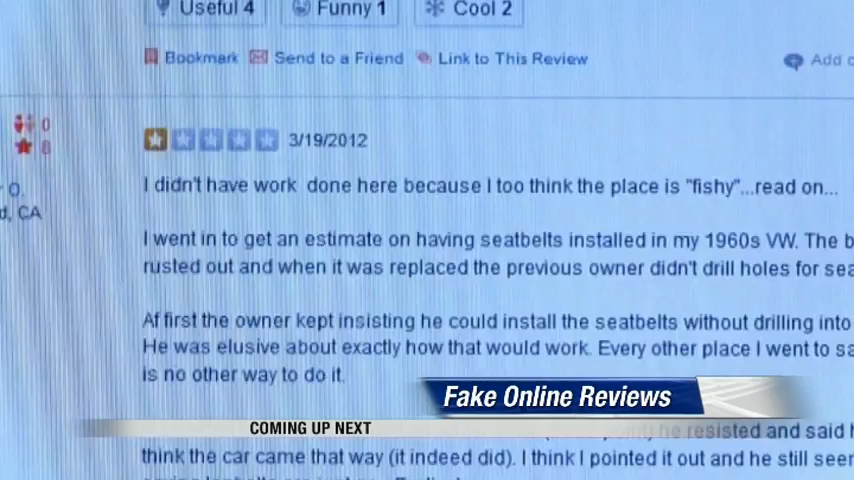 Useful 4 Funny 1 Cool 2
Bookmark Send to a Friend Link to This Review Add
0
8
3/19/2012
O.
CA
I didn't have work done here because I too think the place is "fishy"...read on...
I went in to get an estimate on having seatbelts installed in my 1960s VW. The
rusted out and when it was replaced the previous owner didn't drill holes for
Af first the owner kept insisting he could install the seatbelts without drilling into
He was elusive about exactly how that would work. Every other place I went to
is no other way to do it.
Fake Online Reviews
COMING UP NEXT
he resisted and said
think the car came that way (it indeed did). I think I pointed it out and he still